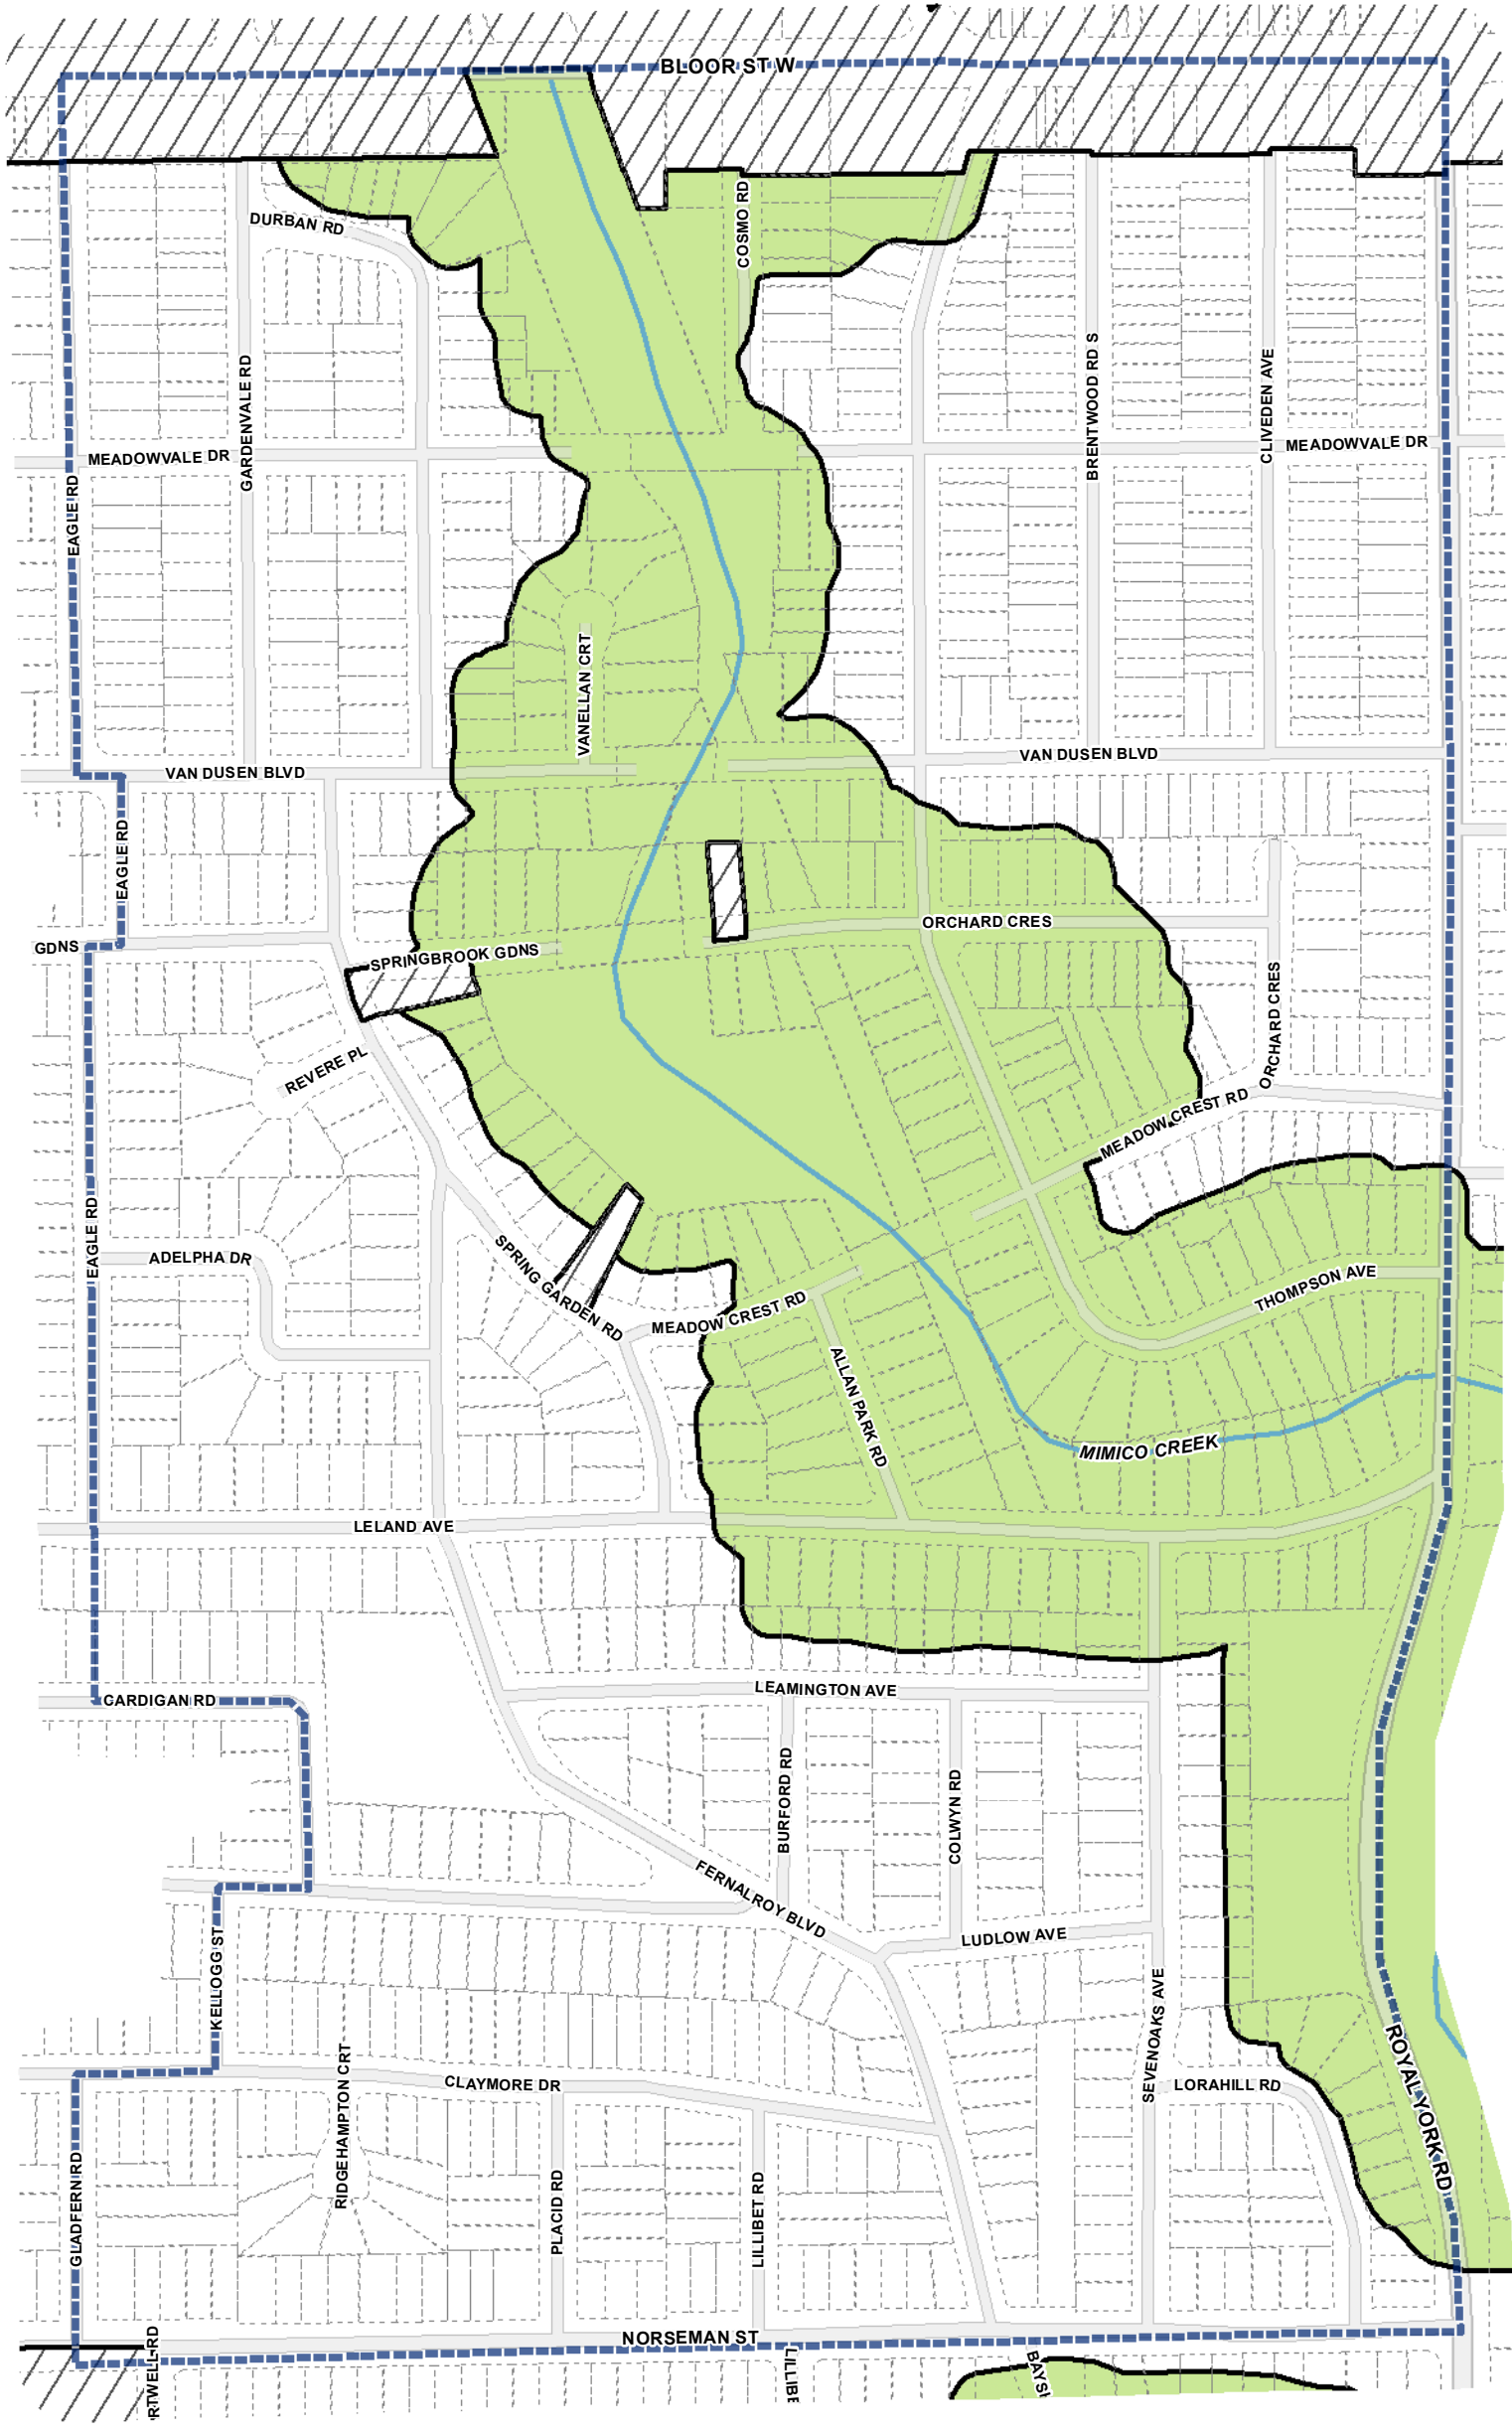 BLOOR ST W
DURBAN RD
COSMO RD
GARDENVALE RD
BRENTWOOD RD S
CLIVEDEN AVE
MEADOWVALE DR
MEADOWVALE DR
EAGLE RD
VANELLAN CRT
VAN DUSEN BLVD
VAN DUSEN BLVD
EAGLE RD
ORCHARD CRES
GDNS
SPRINGBROOK GDNS
ORCHARD CRES
REVERE PL
MEADOW CREST RD
EAGLE RD
ADELPHA DR
SPRING GARDEN RD
THOMPSON AVE
MEADOW CREST RD
ALLAN PARK RD
MIMICO CREEK
LELAND AVE
LEAMINGTON AVE
CARDIGAN RD
BURFORD RD
COLWYN RD
FERNALROY BLVD
LUDLOW AVE
KELLOGG ST
SEVENOAKS AVE
ROYAL YORK RD
RIDGEHAMPTON CRT
CLAYMORE DR
LORAHILL RD
GLADFERN RD
PLACID RD
LILLIBET RD
NORSEMAN ST
RTWELL RD
LILLIBE
BAYS